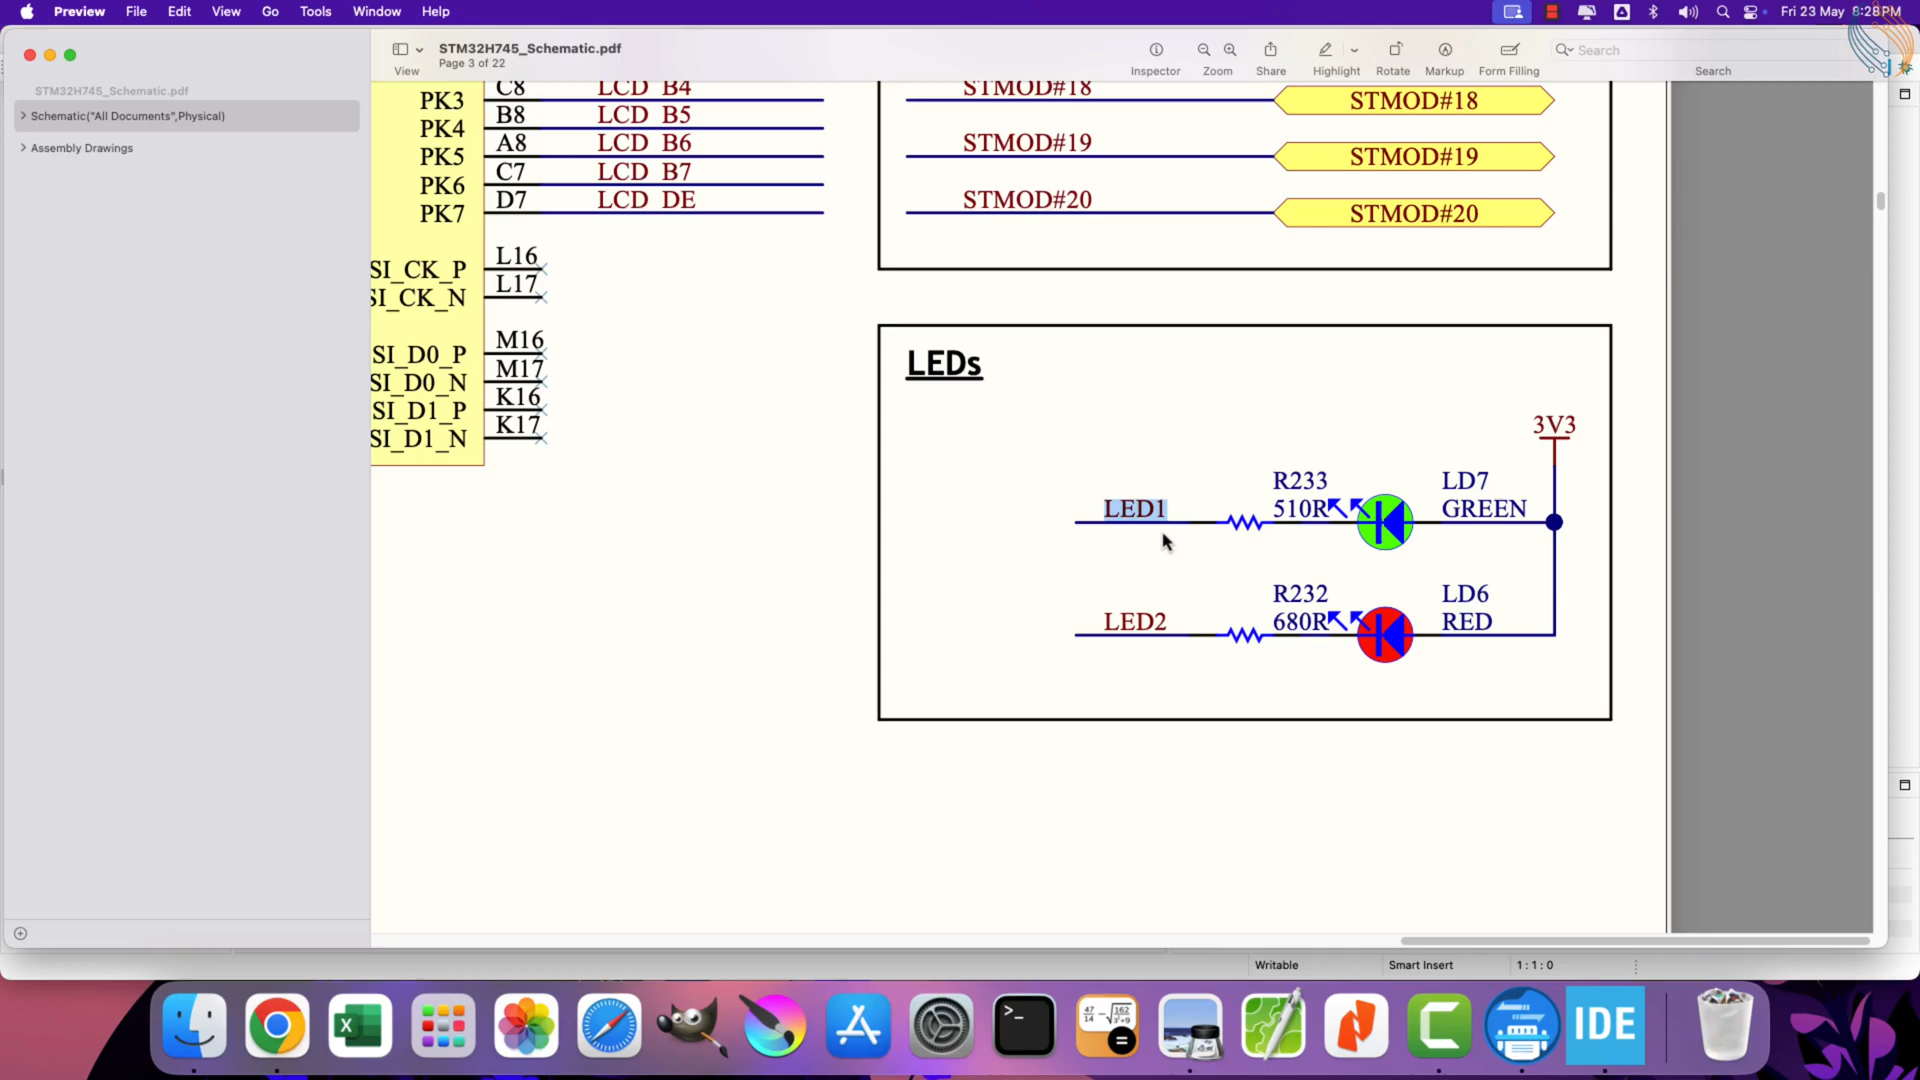 Preview File Edit View Go Tools Window Help
Fri 23 May 8:28PM
STM32H745_Schematic.pdf
Page 3 of 22
View
Inspector Zoom Share Highlight Rotate Markup Form Filling
Search
Search
STM32H745_Schematic.pdf
Schematic("All Documents",Physical)
Assembly Drawings
C8 LCD B4
PK3
B8 LCD B5
PK4
A8 LCD B6
PK5
C7 LCD B7
PK6
D7 LCD DE
PK7
L16
SI_CK_P
L17
SI_CK_N
M16
SI_D0_P
M17
SI_D0_N
K16
SI_D1_P
K17
SI_D1_N
STMOD#18 STMOD#18
STMOD#19 STMOD#19
STMOD#20 STMOD#20
LEDs
3V3
R233 LD7
LED1 510R GREEN
R232 LD6
LED2 680R RED
Writable Smart Insert 1:1:0
IDE